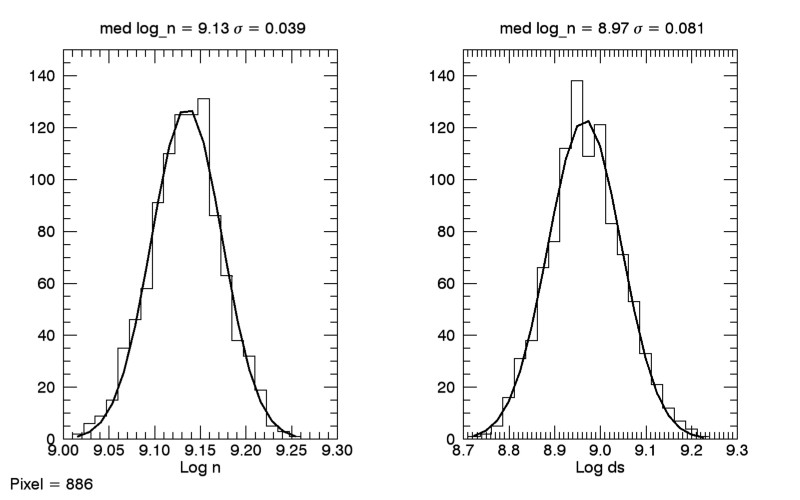 med log_n = 9.13 σ = 0.039
140
120
100
80
60
40
20
0
9.00 9.05 9.10 9.15 9.20 9.25 9.30
Log n
med log_n = 8.97 σ = 0.081
140
120
100
80
60
40
20
0
8.7 8.8 8.9 9.0 9.1 9.2 9.3
Log ds
Pixel = 886